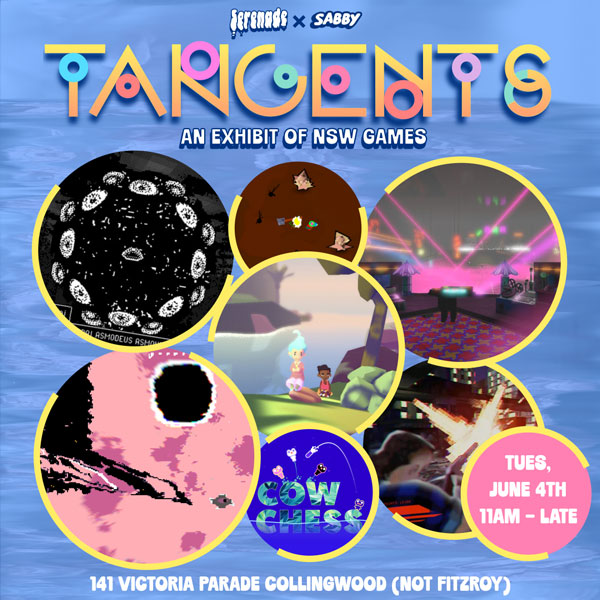 Serenade × SABBY
TANGENTS
AN EXHIBIT OF NSW GAMES
ASMODEUS
COW
CHESS
TUES,
JUNE 4TH
11AM – LATE
141 VICTORIA PARADE COLLINGWOOD (NOT FITZROY)